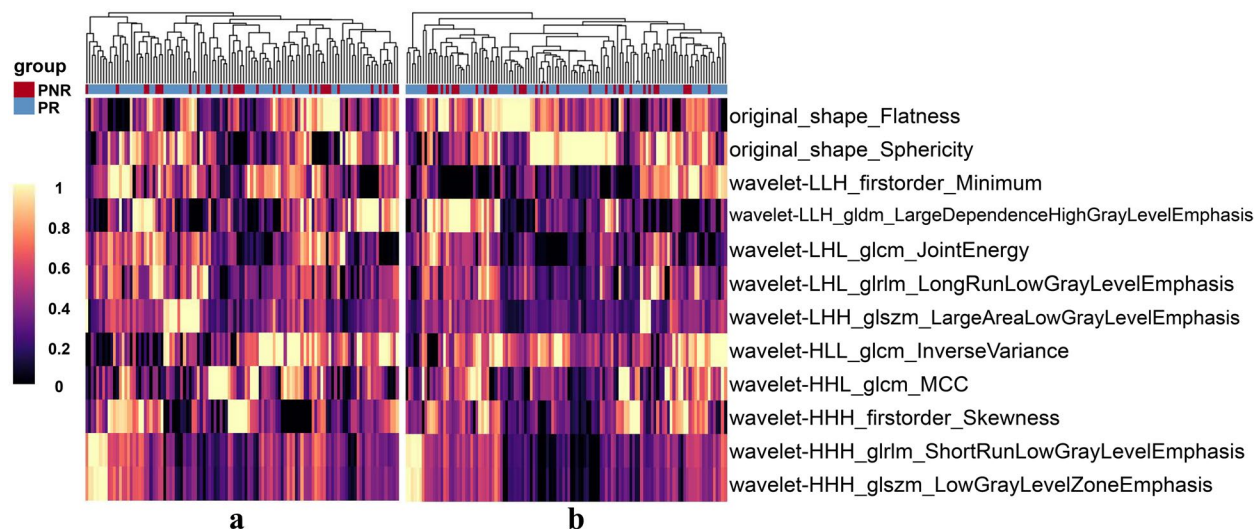 group
PNR
PR
original_shape_Flatness
original_shape_Sphericity
wavelet-LLH_firstorder_Minimum
wavelet-LLH_gldm_LargeDependenceHighGrayLevelEmphasis
wavelet-LHL_glcm_JointEnergy
wavelet-LHL_glrlm_LongRunLowGrayLevelEmphasis
wavelet-LHH_glszm_LargeAreaLowGrayLevelEmphasis
wavelet-HLL_glcm_InverseVariance
wavelet-HHL_glcm_MCC
wavelet-HHH_firstorder_Skewness
wavelet-HHH_glrlm_ShortRunLowGrayLevelEmphasis
wavelet-HHH_glszm_LowGrayLevelZoneEmphasis
1
0.8
0.6
0.4
0.2
0
a
b